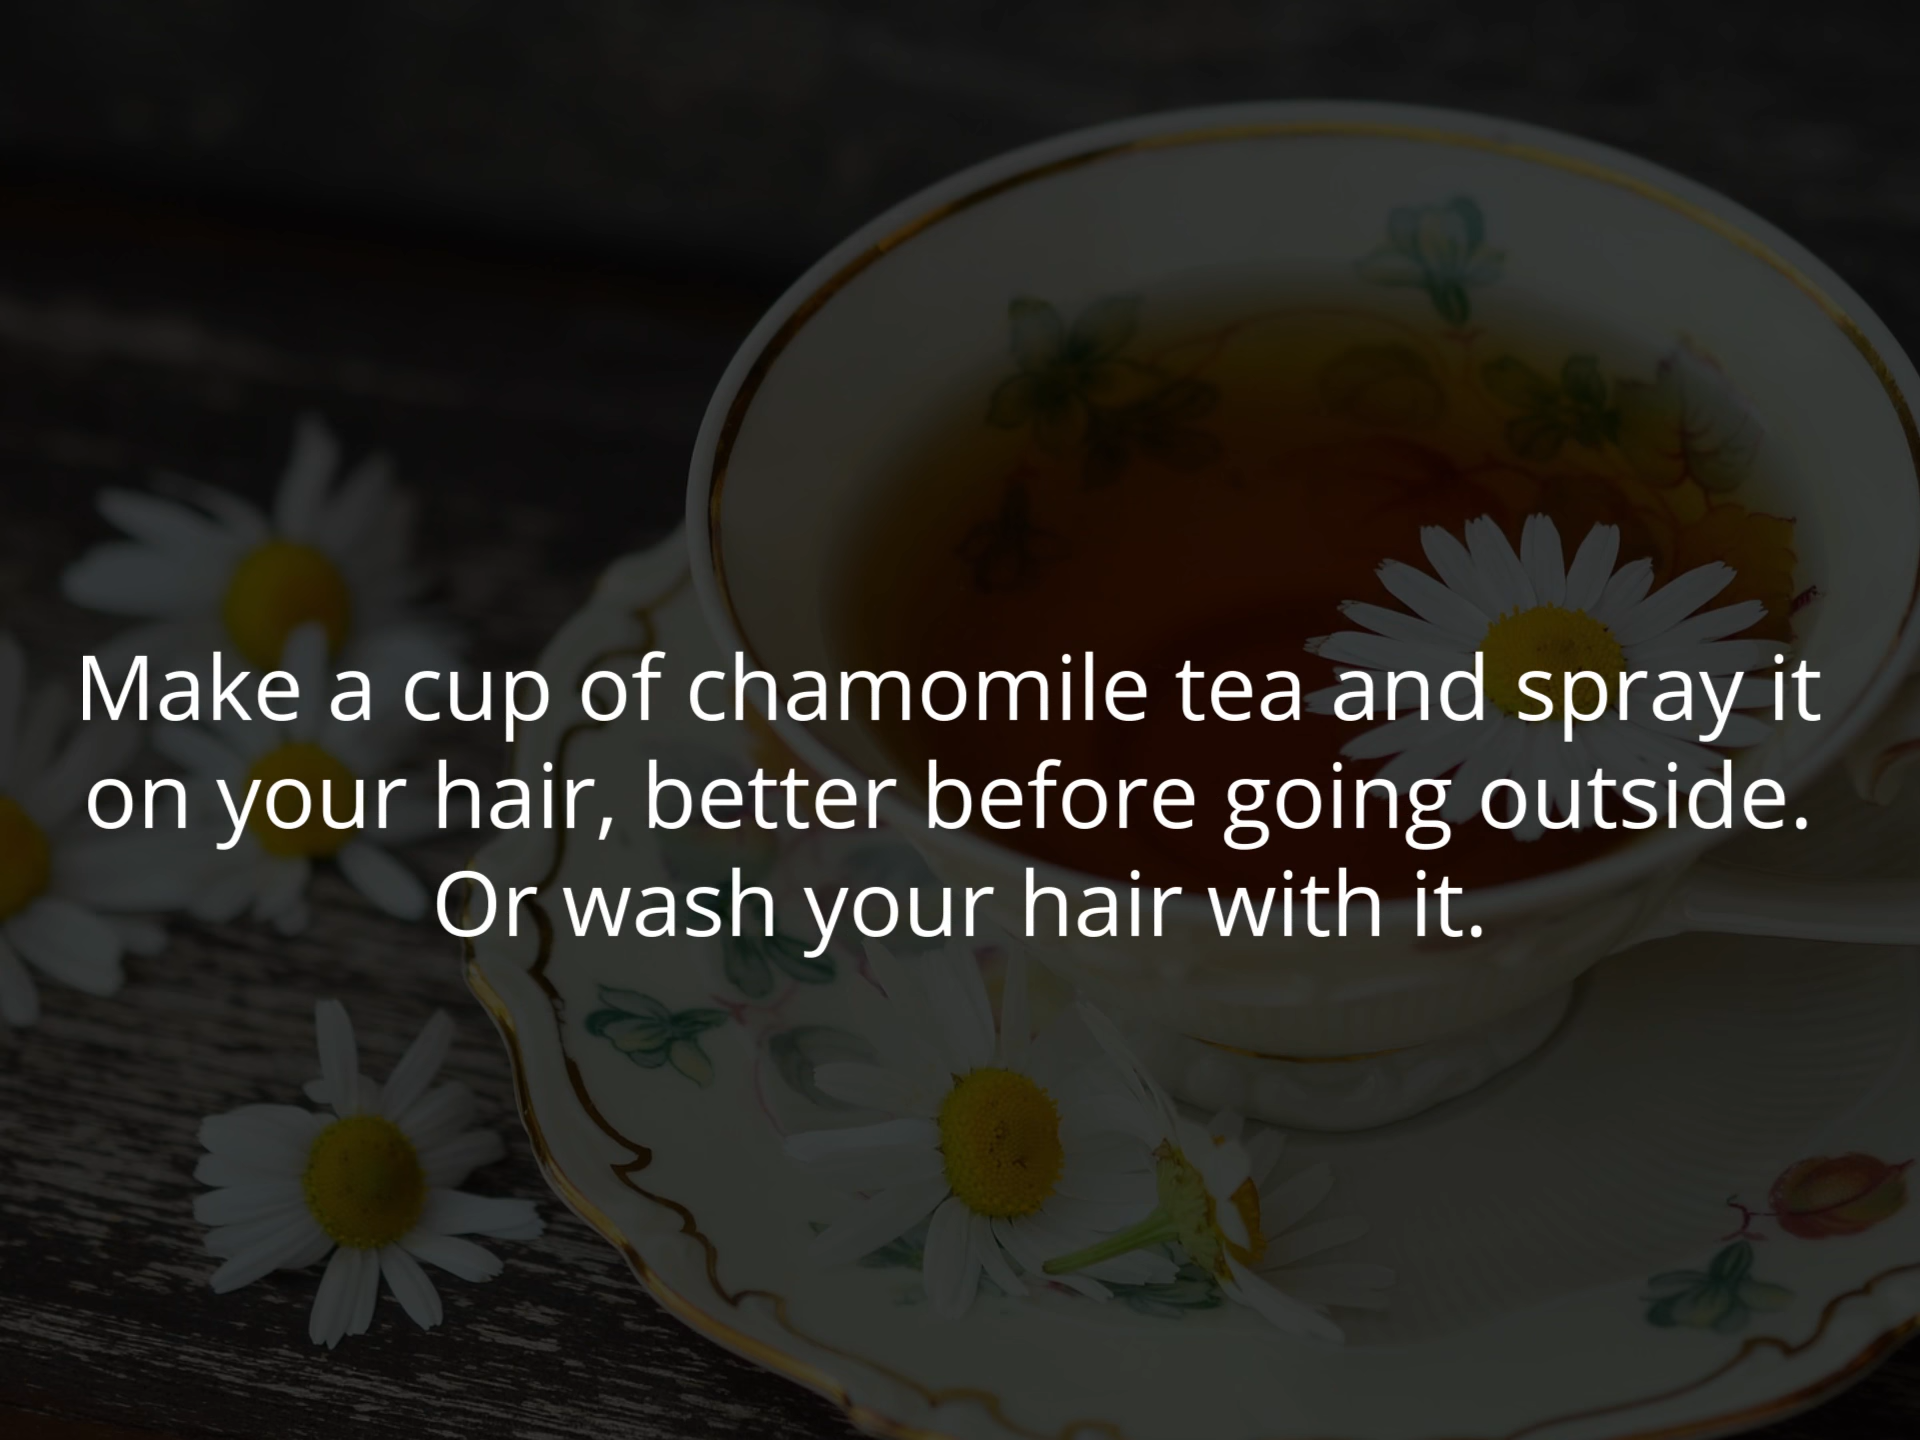 Make a cup of chamomile tea and spray it
on your hair, better before going outside.
Or wash your hair with it.